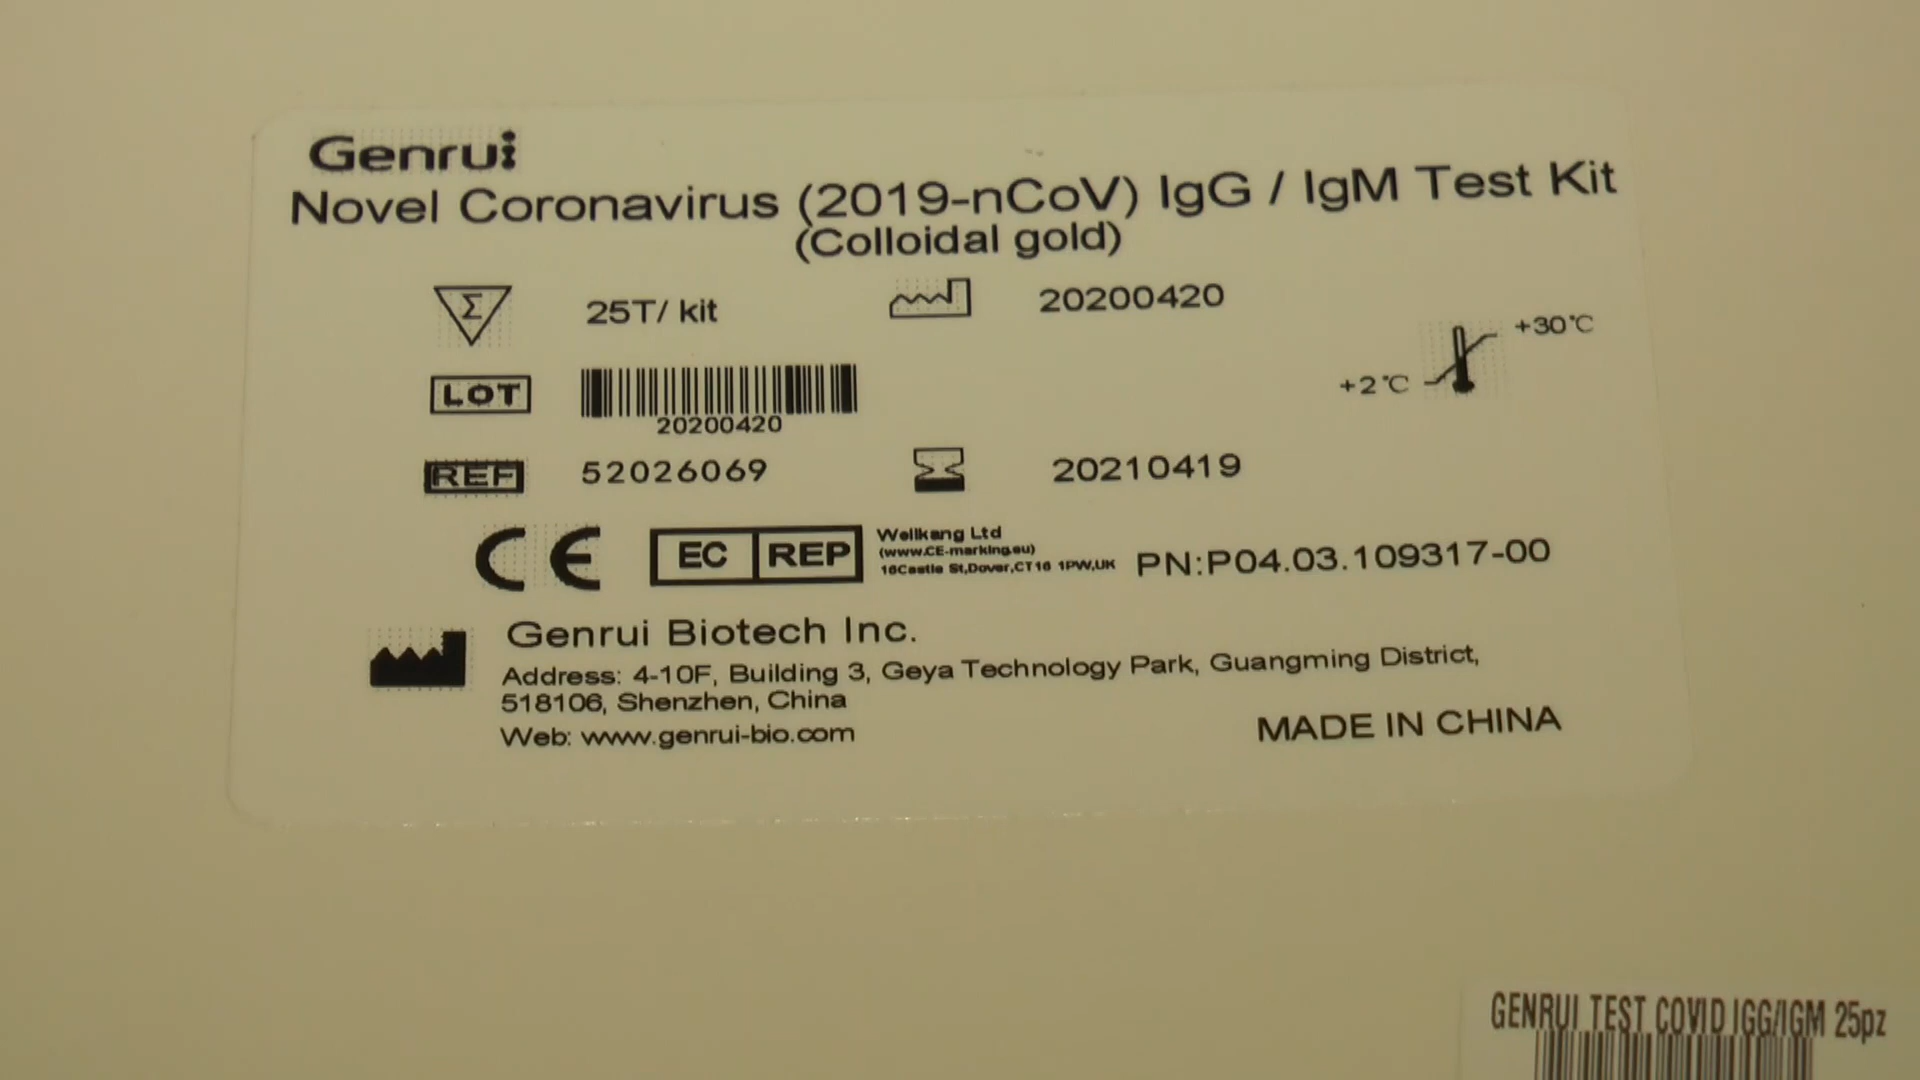 Genrui
Novel Coronavirus (2019-nCoV) IgG / IgM Test Kit
(Colloidal gold)
Σ 25T/ kit 20200420
+30℃
+2℃
LOT
20200420
REF 52026069 20210419
CE EC REP Wellkang Ltd
(www.CE-marking.eu)
16Castle St,Dover,CT16 1PW,UK
PN:P04.03.109317-00
Genrui Biotech Inc.
Address: 4-10F, Building 3, Geya Technology Park, Guangming District,
518106, Shenzhen, China
Web: www.genrui-bio.com
MADE IN CHINA
GENRUI TEST COVID IGG/IGM 25pz